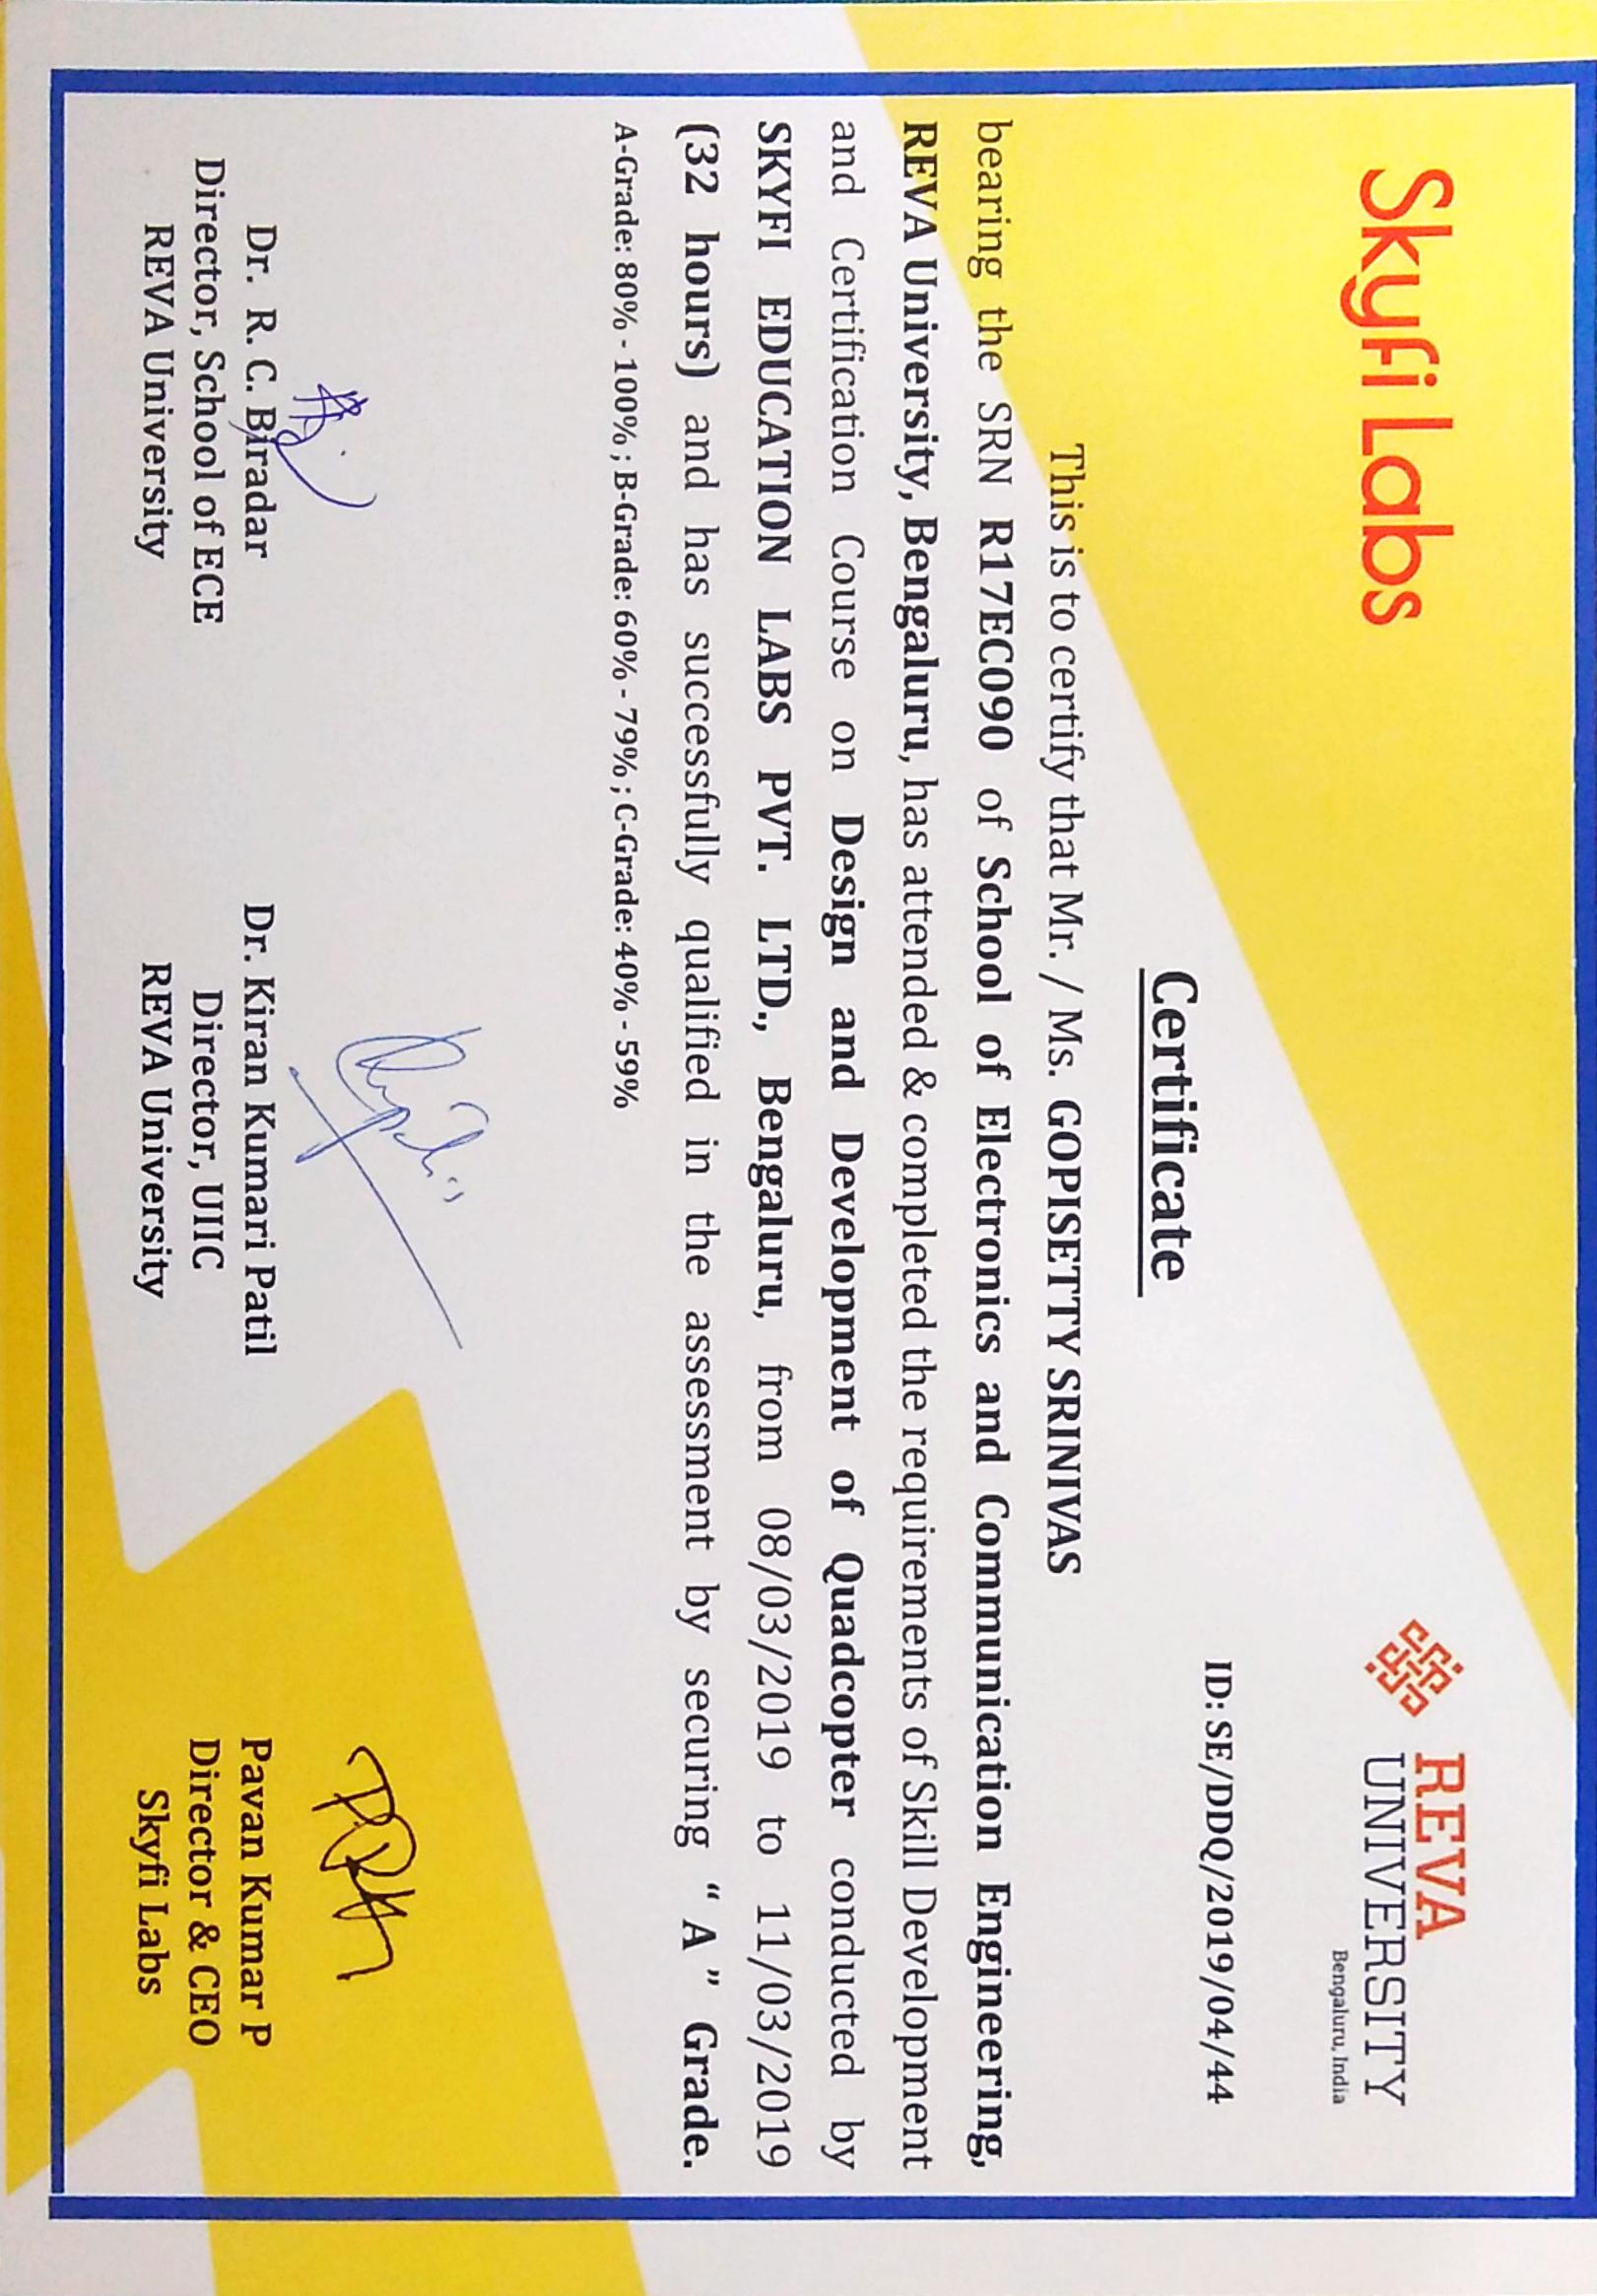 Skyfi Labs
REVA
UNIVERSITY
Bengaluru, India
ID: SE/DDQ/2019/04/44
Certificate
This is to certify that Mr. / Ms. GOPISETTY SRINIVAS
bearing the SRN R17EC090 of School of Electronics and Communication Engineering,
REVA University, Bengaluru, has attended & completed the requirements of Skill Development
and Certification Course on Design and Development of Quadcopter conducted by
SKYFI EDUCATION LABS PVT. LTD., Bengaluru, from 08/03/2019 to 11/03/2019
(32 hours) and has successfully qualified in the assessment by securing “ A ” Grade.
A-Grade: 80% - 100% ; B-Grade: 60% - 79% ; C-Grade: 40% - 59%
Dr. R. C. Biradar
Director, School of ECE
REVA University
Dr. Kiran Kumari Patil
Director, UIIC
REVA University
Pavan Kumar P
Director & CEO
Skyfi Labs